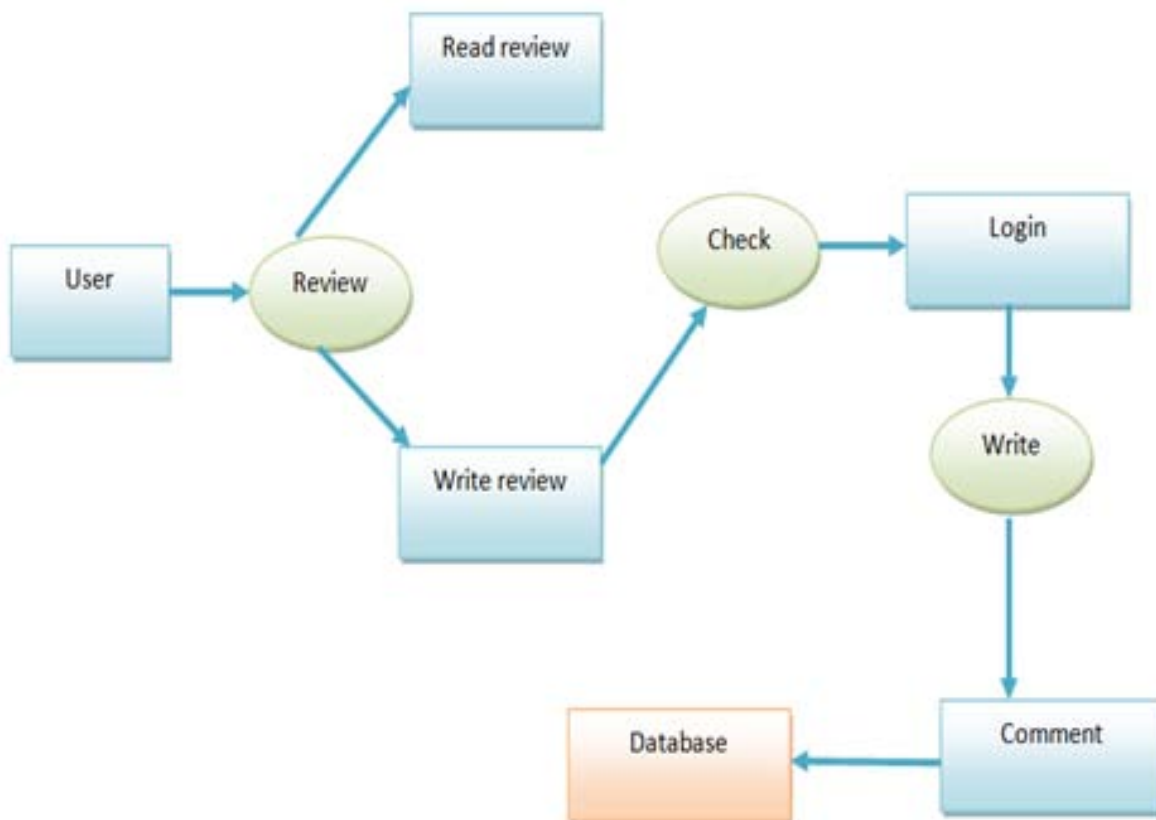 Read review
User
Review
Write review
Check
Login
Write
Comment
Database